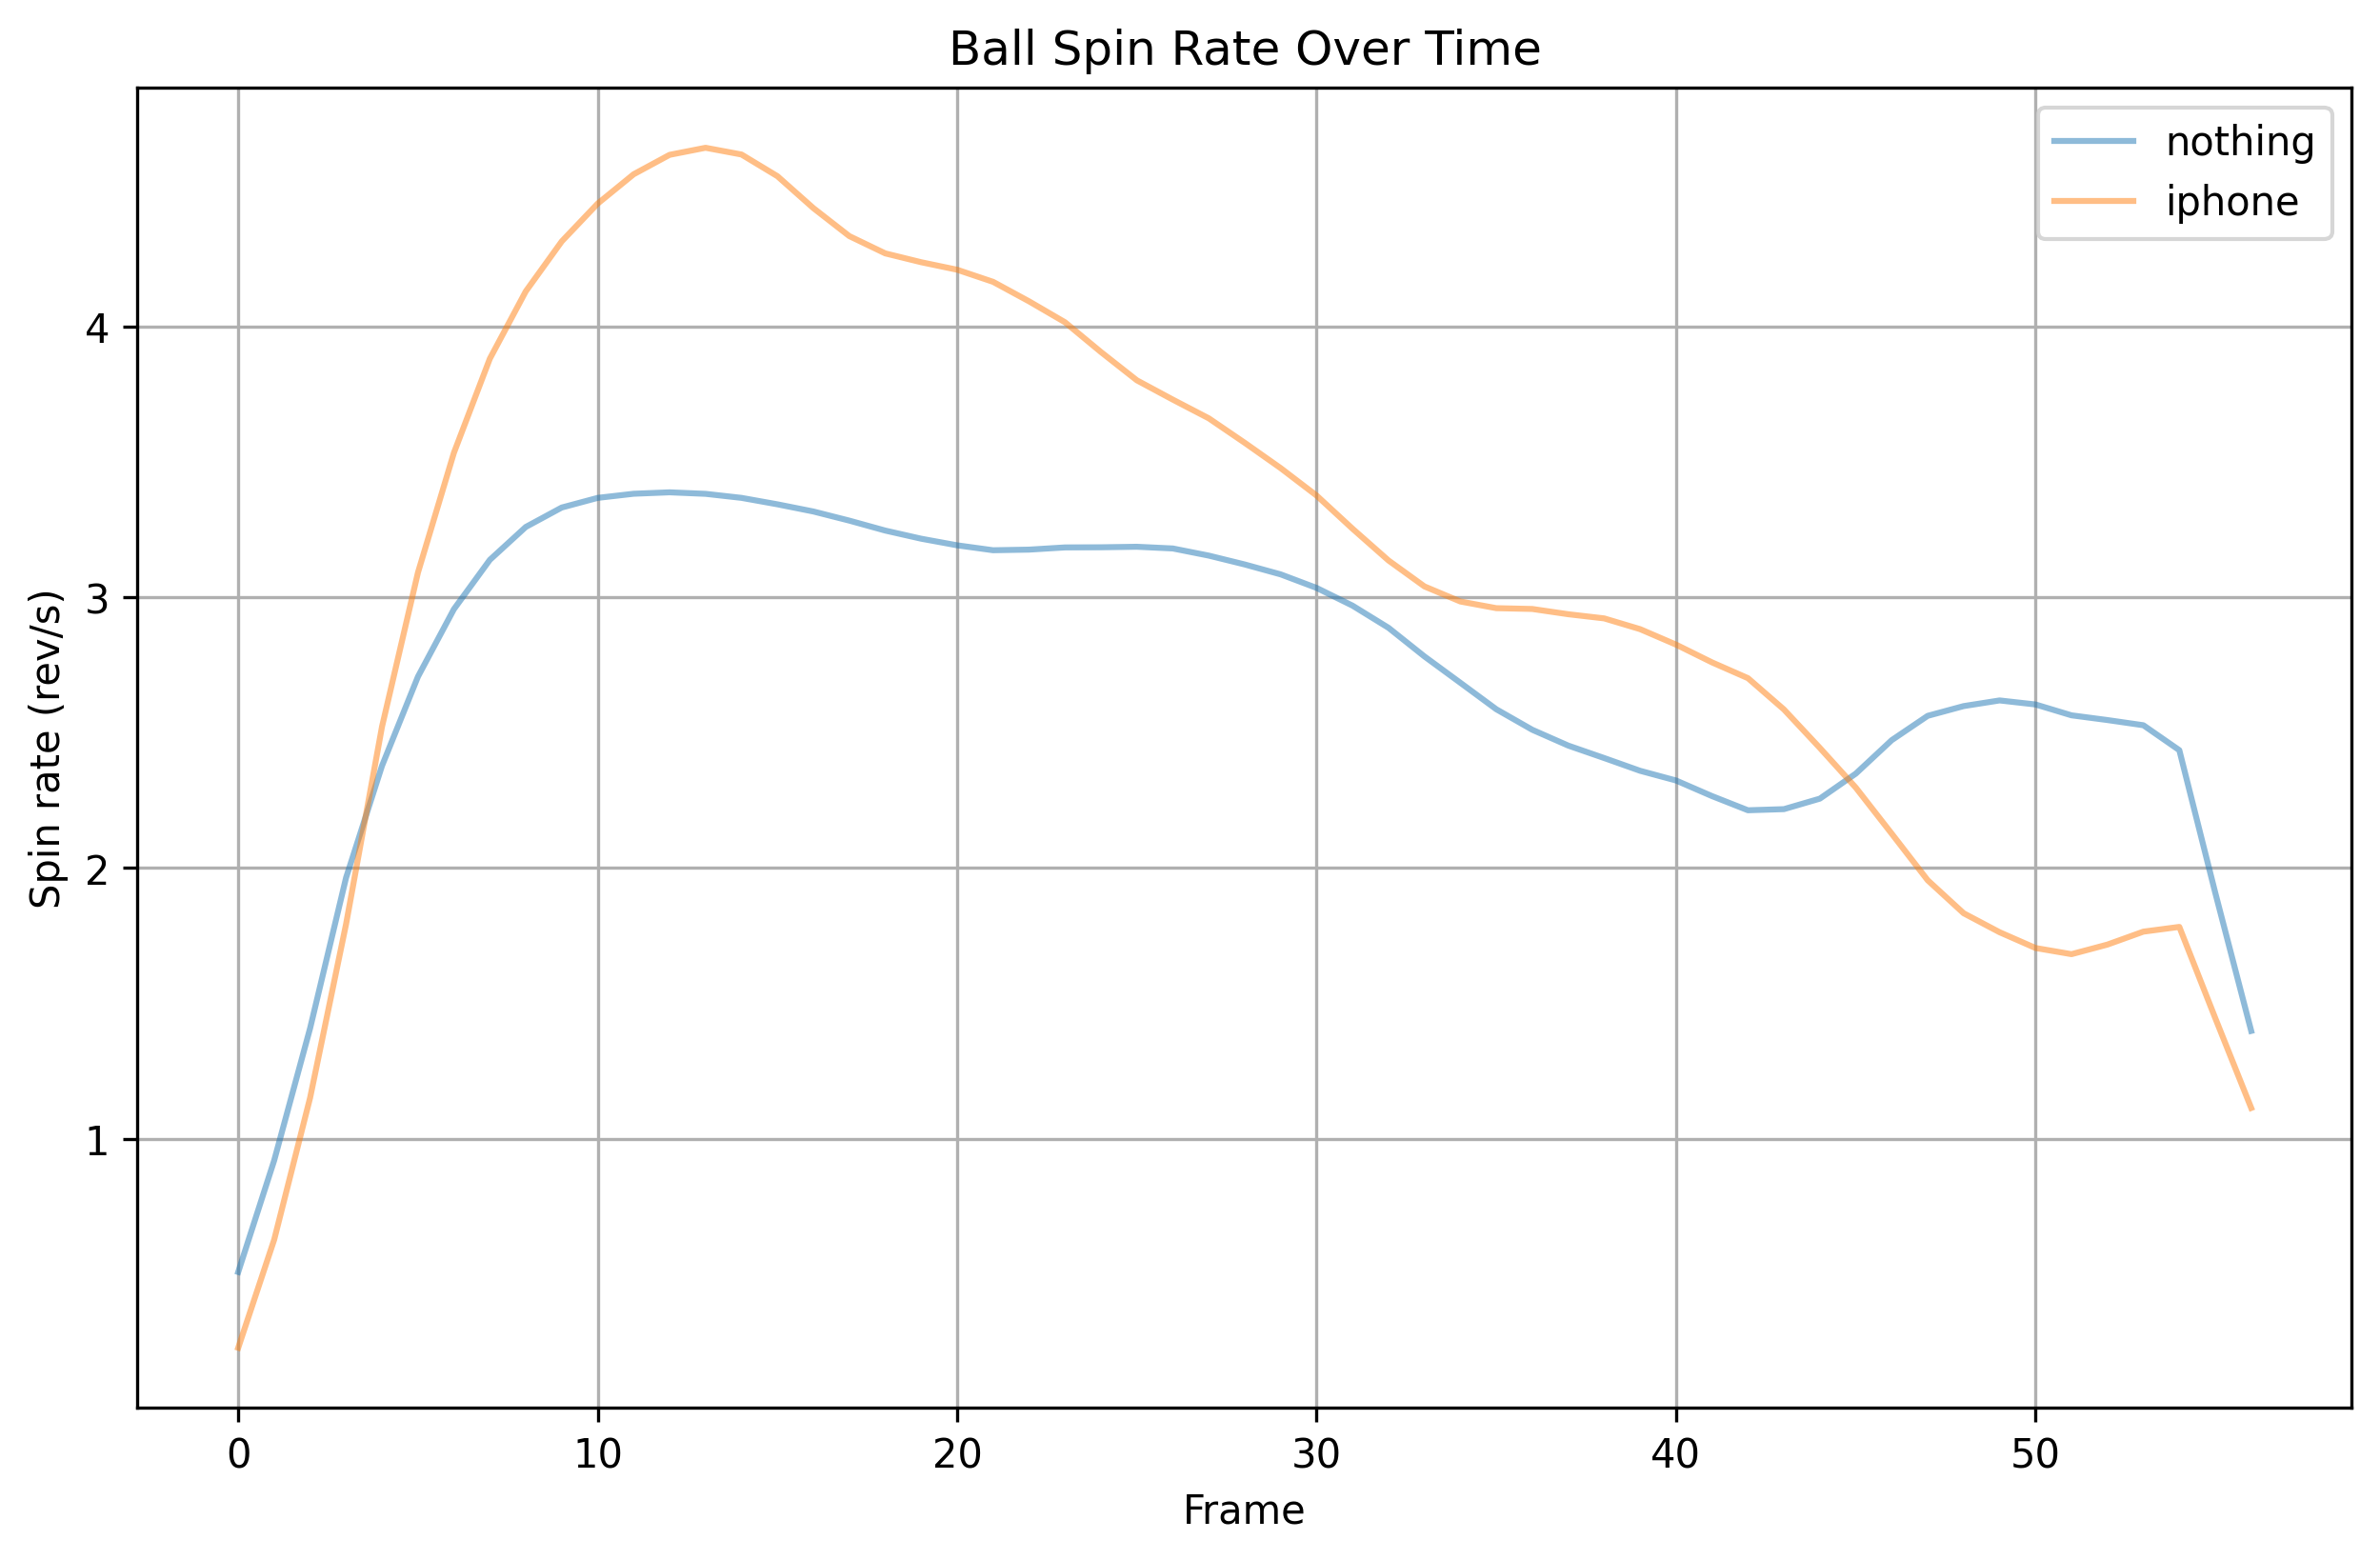 Ball Spin Rate Over Time
nothing
iphone
Spin rate (rev/s)
4
3
2
1
0 10 20 30 40 50
Frame